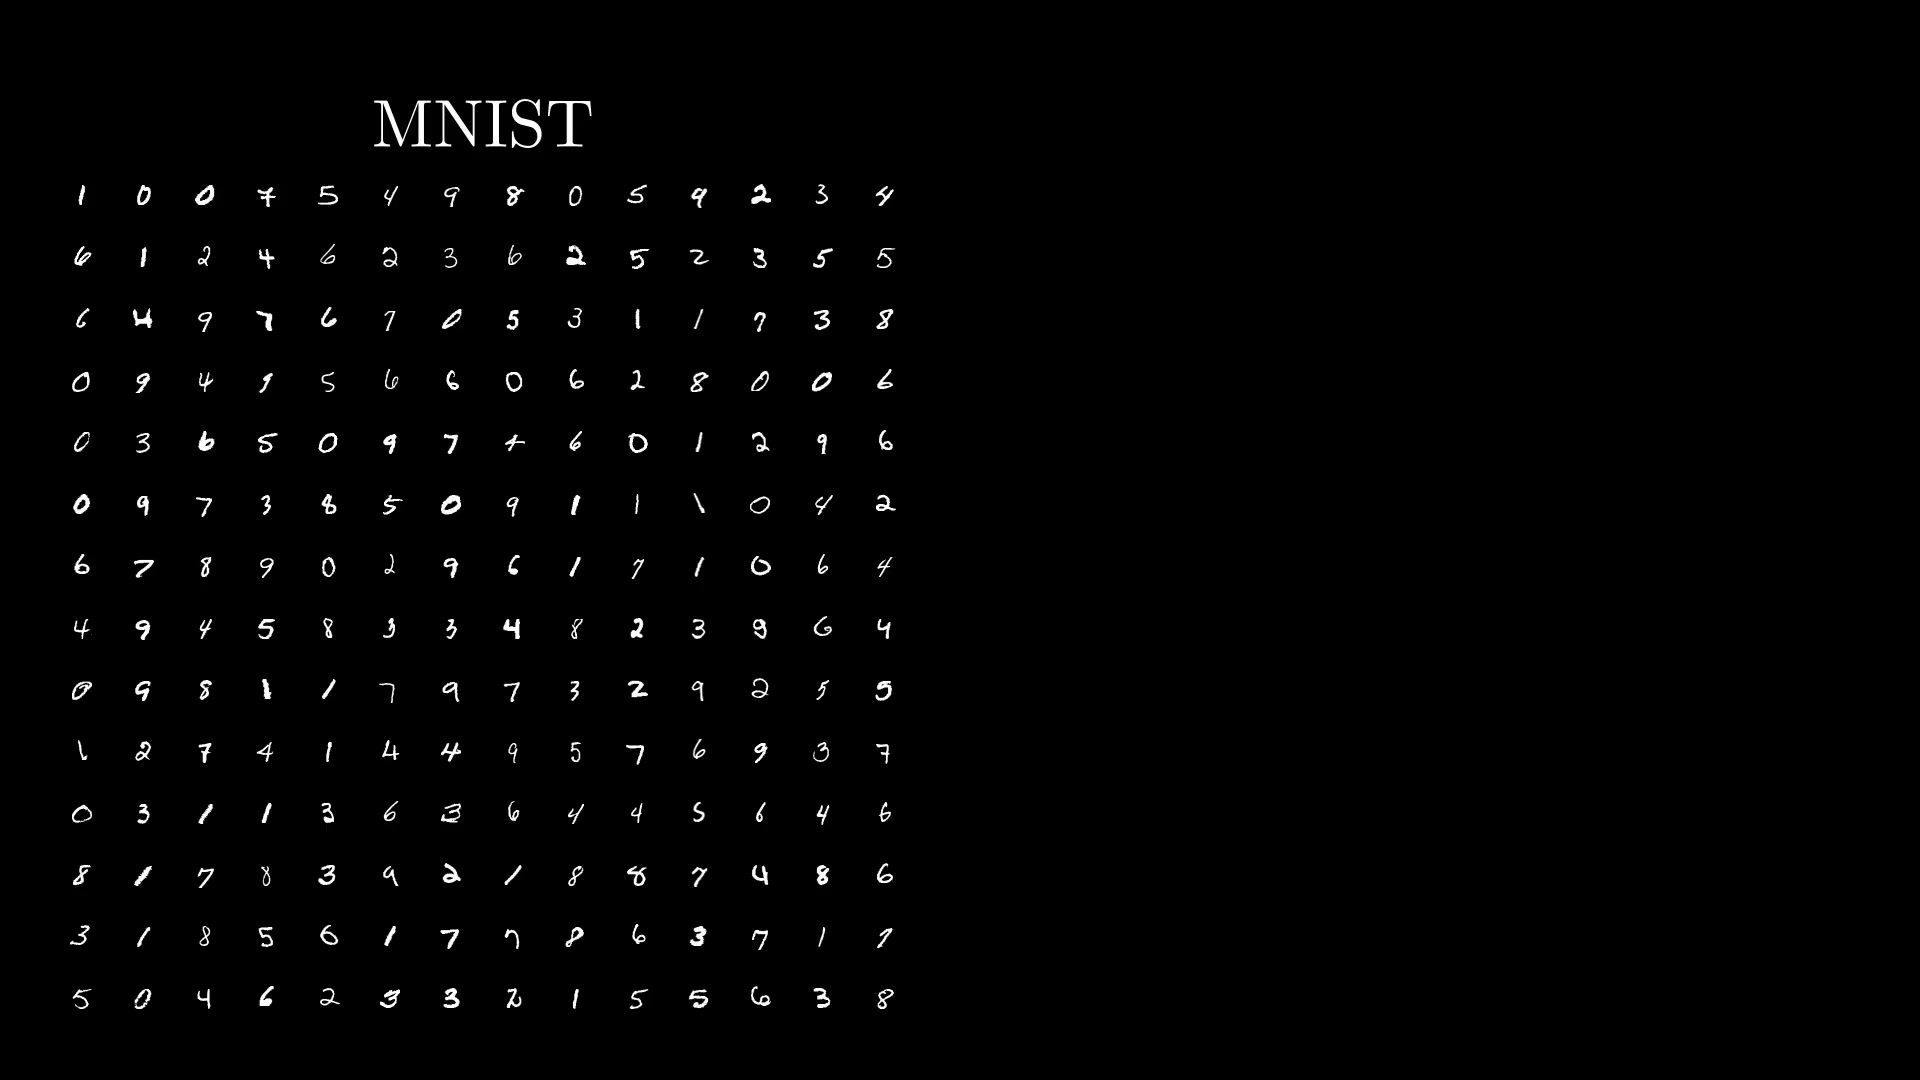 MNIST
1 0 0 7 5 4 9 8 0 5 9 2 3 4
6 1 2 4 6 2 3 6 2 5 2 3 5 5
6 4 9 7 6 7 0 5 3 1 1 7 3 8
0 9 4 9 5 6 6 0 6 2 8 0 0 6
0 3 6 5 0 9 7 4 6 0 1 2 9 6
0 9 7 3 8 5 0 9 1 1 1 0 4 2
6 7 8 9 0 2 9 6 1 7 1 0 6 4
4 9 4 5 8 3 3 4 8 2 3 9 6 4
0 9 8 1 1 7 9 7 3 2 9 2 5 5
1 2 7 4 1 4 4 9 5 7 6 9 3 7
0 3 1 1 3 6 3 6 4 4 5 6 4 6
8 1 7 8 3 9 2 1 8 8 7 4 8 6
3 1 8 5 6 1 7 7 8 6 3 7 1 7
5 0 4 6 2 3 3 2 1 5 5 6 3 8